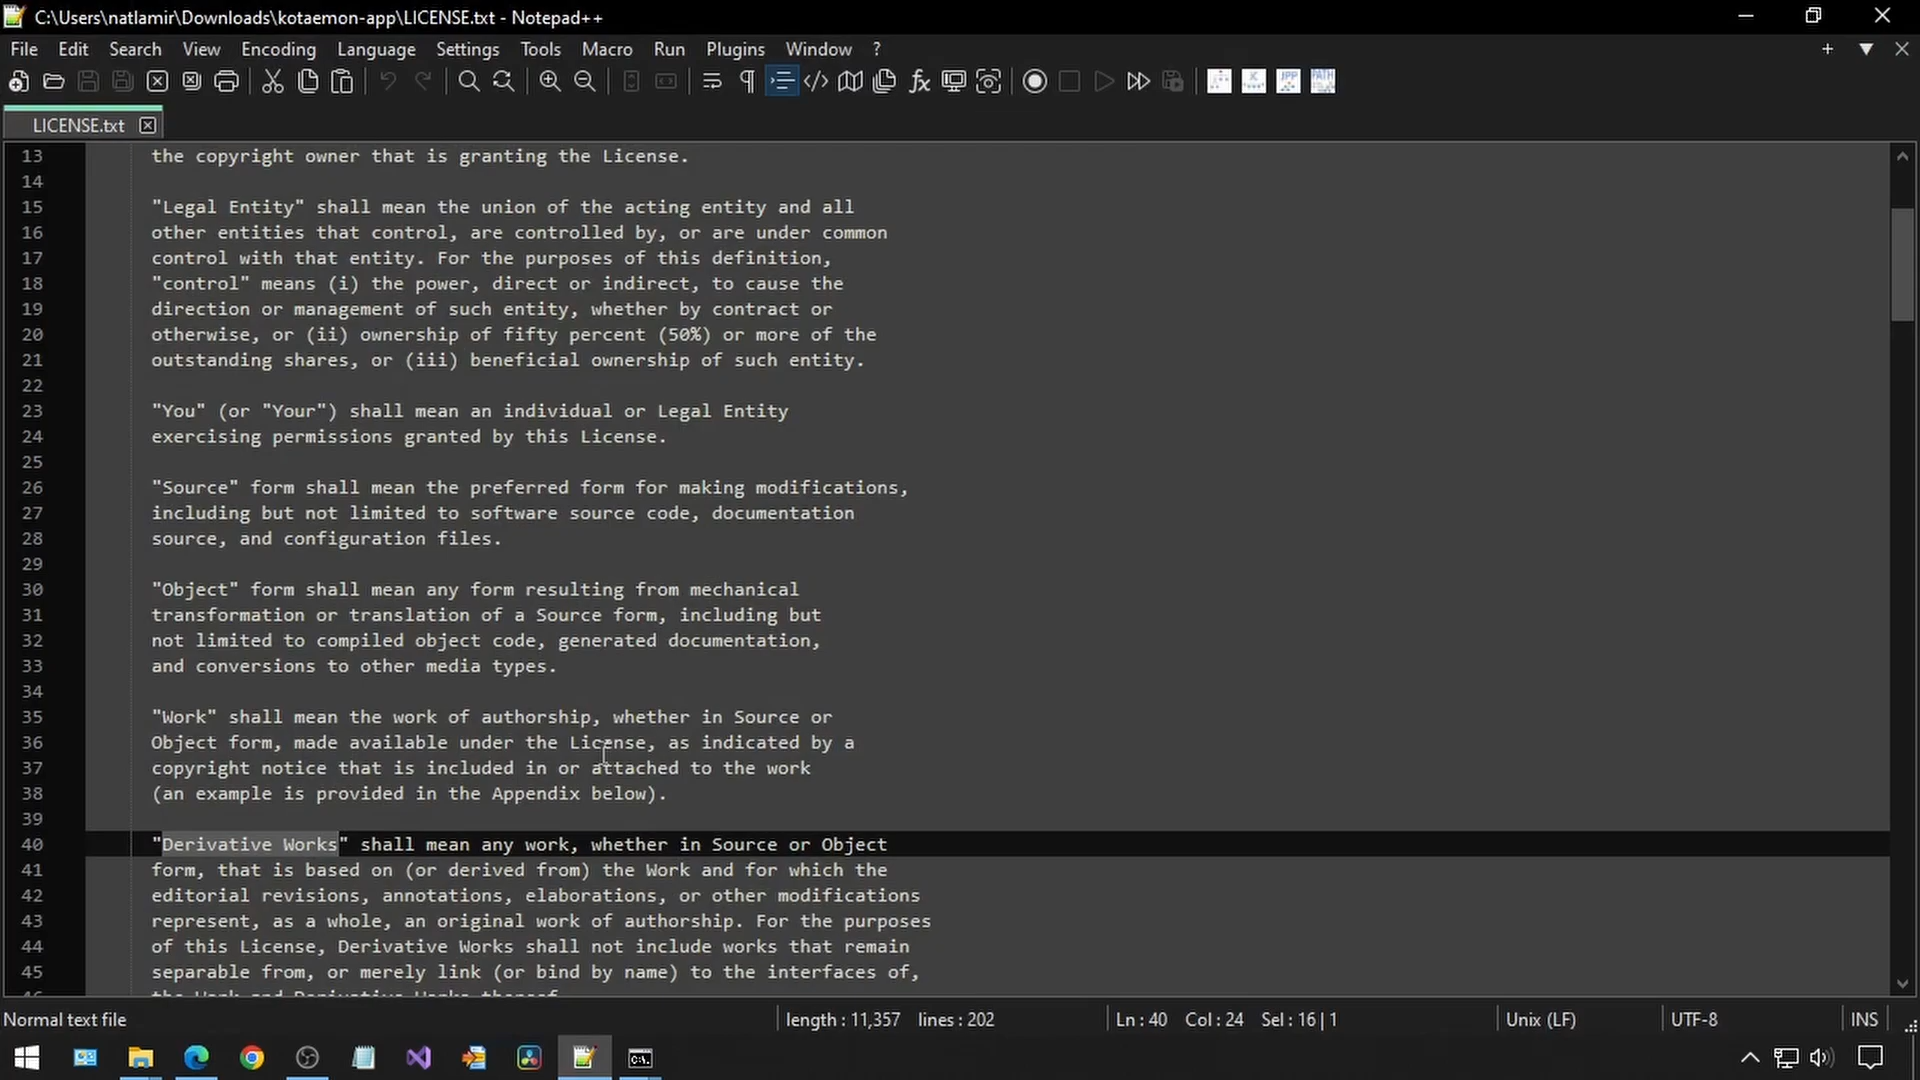 C:\Users\natlamir\Downloads\kotaemon-app\LICENSE.txt - Notepad++
File Edit Search View Encoding Language Settings Tools Macro Run Plugins Window ?
LICENSE.txt
13 the copyright owner that is granting the License.
14
15 "Legal Entity" shall mean the union of the acting entity and all
16 other entities that control, are controlled by, or are under common
17 control with that entity. For the purposes of this definition,
18 "control" means (i) the power, direct or indirect, to cause the
19 direction or management of such entity, whether by contract or
20 otherwise, or (ii) ownership of fifty percent (50%) or more of the
21 outstanding shares, or (iii) beneficial ownership of such entity.
22
23 "You" (or "Your") shall mean an individual or Legal Entity
24 exercising permissions granted by this License.
25
26 "Source" form shall mean the preferred form for making modifications,
27 including but not limited to software source code, documentation
28 source, and configuration files.
29
30 "Object" form shall mean any form resulting from mechanical
31 transformation or translation of a Source form, including but
32 not limited to compiled object code, generated documentation,
33 and conversions to other media types.
34
35 "Work" shall mean the work of authorship, whether in Source or
36 Object form, made available under the License, as indicated by a
37 copyright notice that is included in or attached to the work
38 (an example is provided in the Appendix below).
39
40 "Derivative Works" shall mean any work, whether in Source or Object
41 form, that is based on (or derived from) the Work and for which the
42 editorial revisions, annotations, elaborations, or other modifications
43 represent, as a whole, an original work of authorship. For the purposes
44 of this License, Derivative Works shall not include works that remain
45 separable from, or merely link (or bind by name) to the interfaces of,
Normal text file length : 11,357 lines : 202 Ln : 40 Col : 24 Sel : 16 | 1 Unix (LF) UTF-8 INS